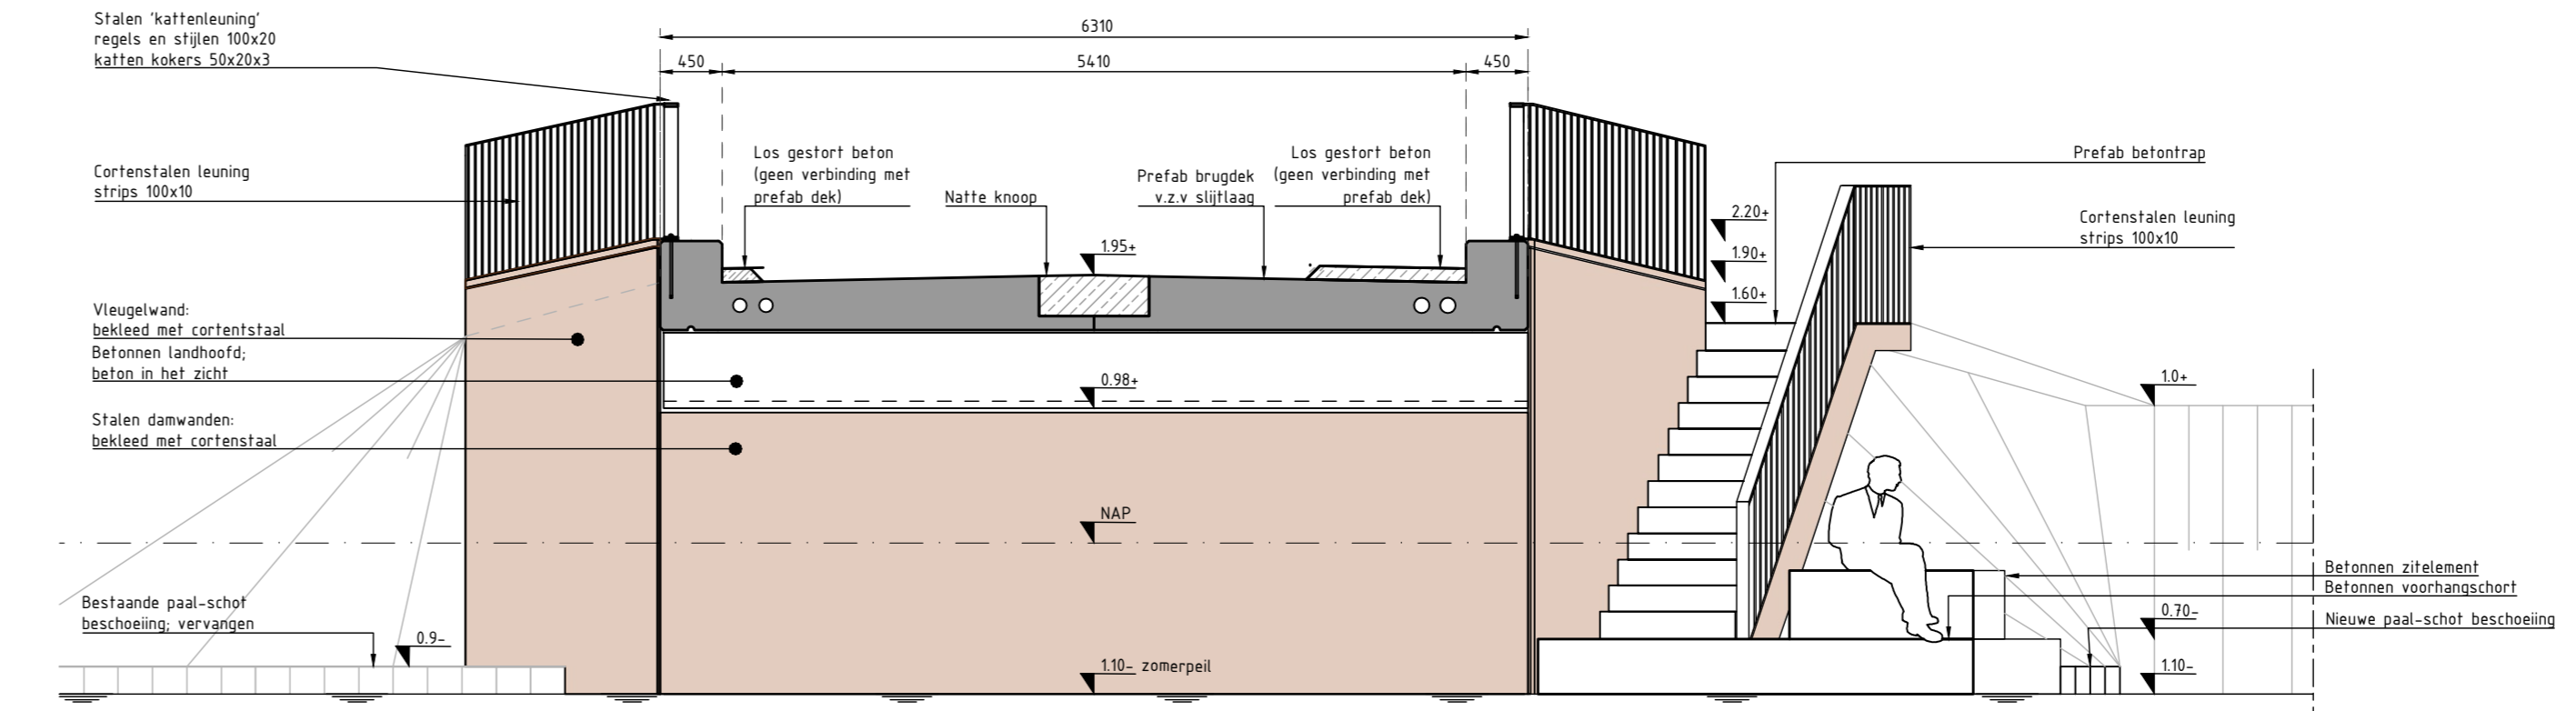 Stalen 'kattenleuning'
regels en stijlen 100x20
katten kokers 50x20x3
6310
450
5410
450
Cortenstalen leuning
strips 100x10
Los gestort beton
(geen verbinding met
prefab dek)
Natte knoop
Prefab brugdek
v.z.v slijtlaag
Los gestort beton
(geen verbinding met
prefab dek)
Prefab betontrap
Cortenstalen leuning
strips 100x10
2.20+
1.90+
1.60+
1.95+
Vleugelwand:
bekleed met cortentstaal
Betonnen landhoofd;
beton in het zicht
0.98+
1.0+
Stalen damwanden:
bekleed met cortenstaal
NAP
Bestaande paal-schot
beschoeiing; vervangen
0.9-
1.10- zomerpeil
Betonnen zitelement
Betonnen voorhangschort
0.70-
Nieuwe paal-schot beschoeiing
1.10-